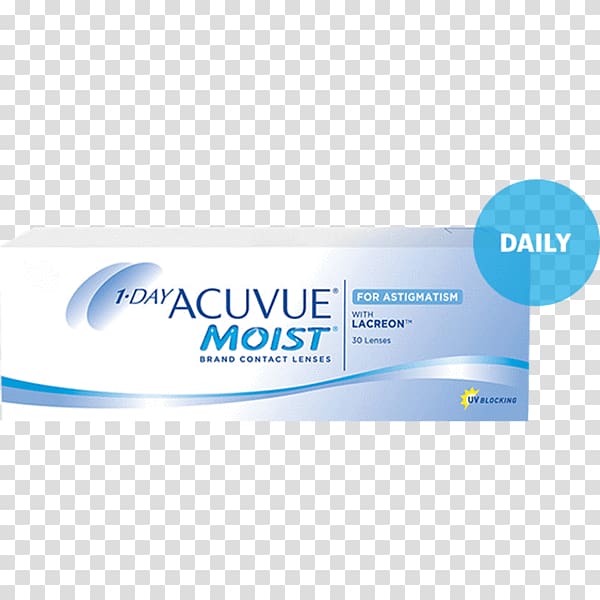 DAILY
1·DAY ACUVUE®
MOIST®
BRAND CONTACT LENSES
FOR ASTIGMATISM
WITH
LACREON™
30 Lenses
UV BLOCKING